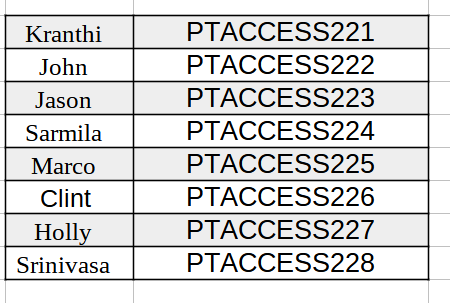 Kranthi PTACCESS221
John PTACCESS222
Jason PTACCESS223
Sarmila PTACCESS224
Marco PTACCESS225
Clint PTACCESS226
Holly PTACCESS227
Srinivasa PTACCESS228